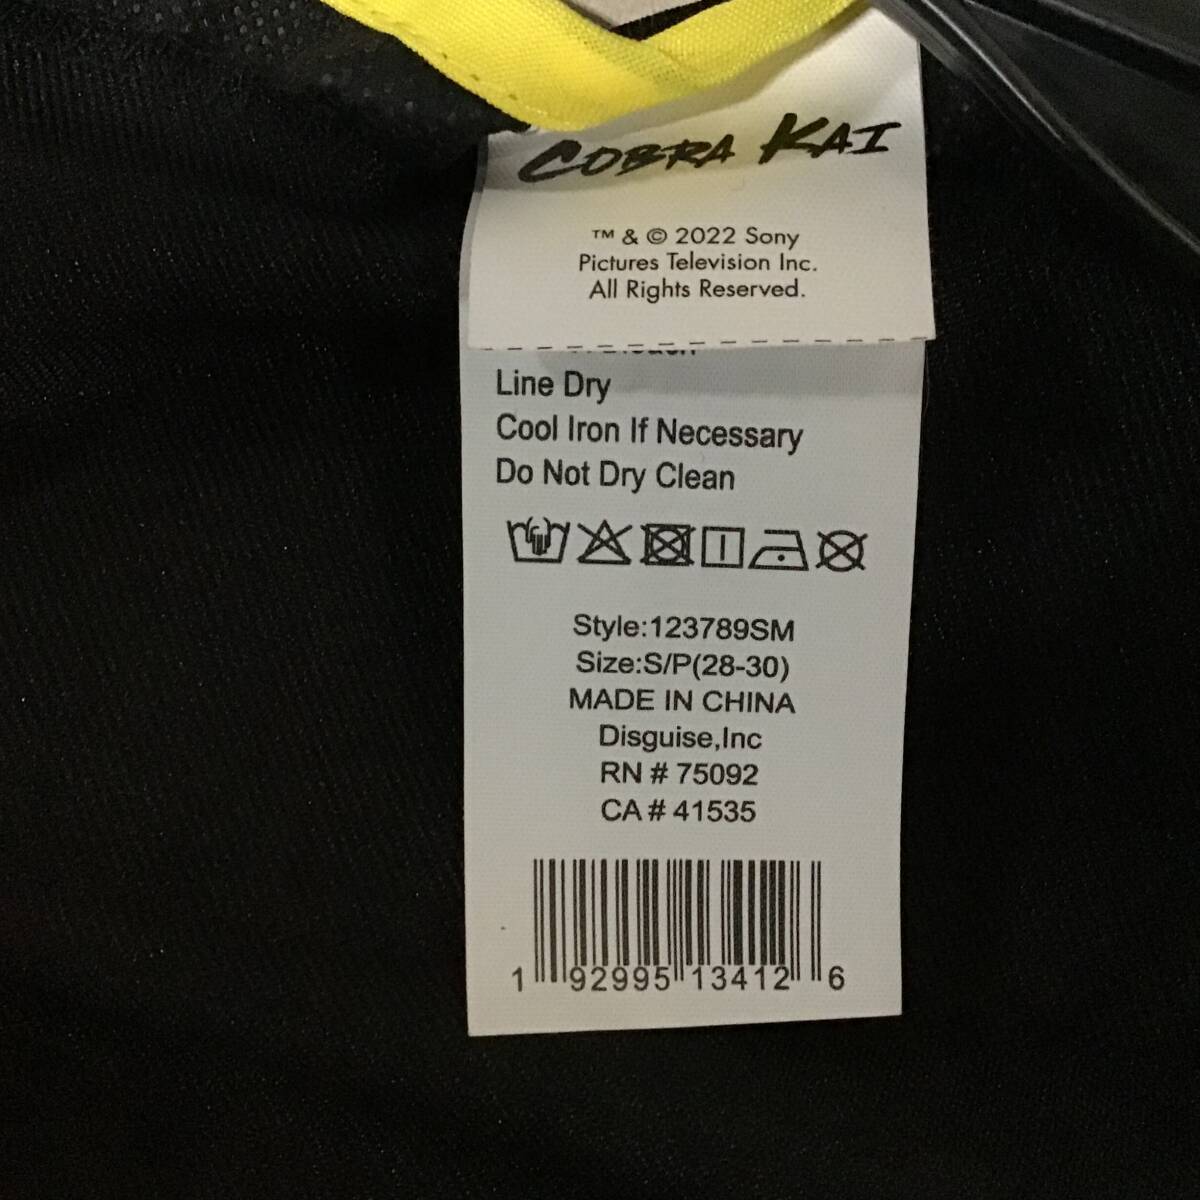 COBRA KAI
™ & © 2022 Sony
Pictures Television Inc.
All Rights Reserved.
Line Dry
Cool Iron If Necessary
Do Not Dry Clean
Style:123789SM
Size:S/P(28-30)
MADE IN CHINA
Disguise,Inc
RN # 75092
CA # 41535
1 92995 13412 6